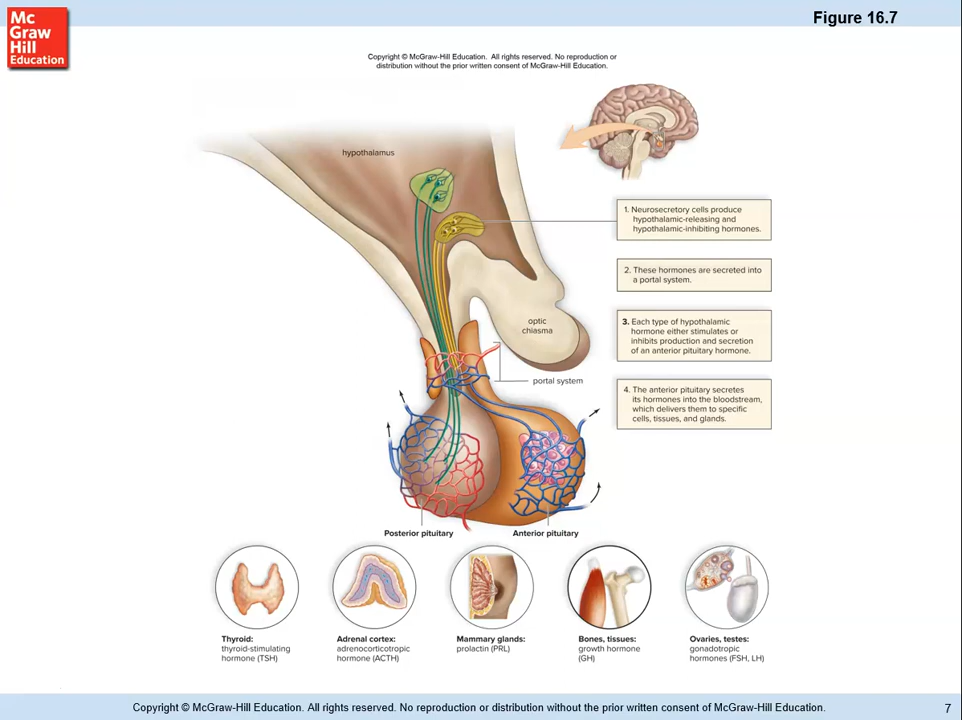 Mc
Graw
Hill
Education
Figure 16.7
Copyright © McGraw-Hill Education. All rights reserved. No reproduction or
distribution without the prior written consent of McGraw-Hill Education.
hypothalamus
1. Neurosecretory cells produce
hypothalamic-releasing and
hypothalamic-inhibiting hormones.
2. These hormones are secreted into
a portal system.
3. Each type of hypothalamic
hormone either stimulates or
inhibits production and secretion
of an anterior pituitary hormone.
4. The anterior pituitary secretes
its hormones into the bloodstream,
which delivers them to specific
cells, tissues, and glands.
optic
chiasma
portal system
Posterior pituitary
Anterior pituitary
Thyroid:
thyroid-stimulating
hormone (TSH)
Adrenal cortex:
adrenocorticotropic
hormone (ACTH)
Mammary glands:
prolactin (PRL)
Bones, tissues:
growth hormone
(GH)
Ovaries, testes:
gonadotropic
hormones (FSH, LH)
Copyright © McGraw-Hill Education. All rights reserved. No reproduction or distribution without the prior written consent of McGraw-Hill Education.
7